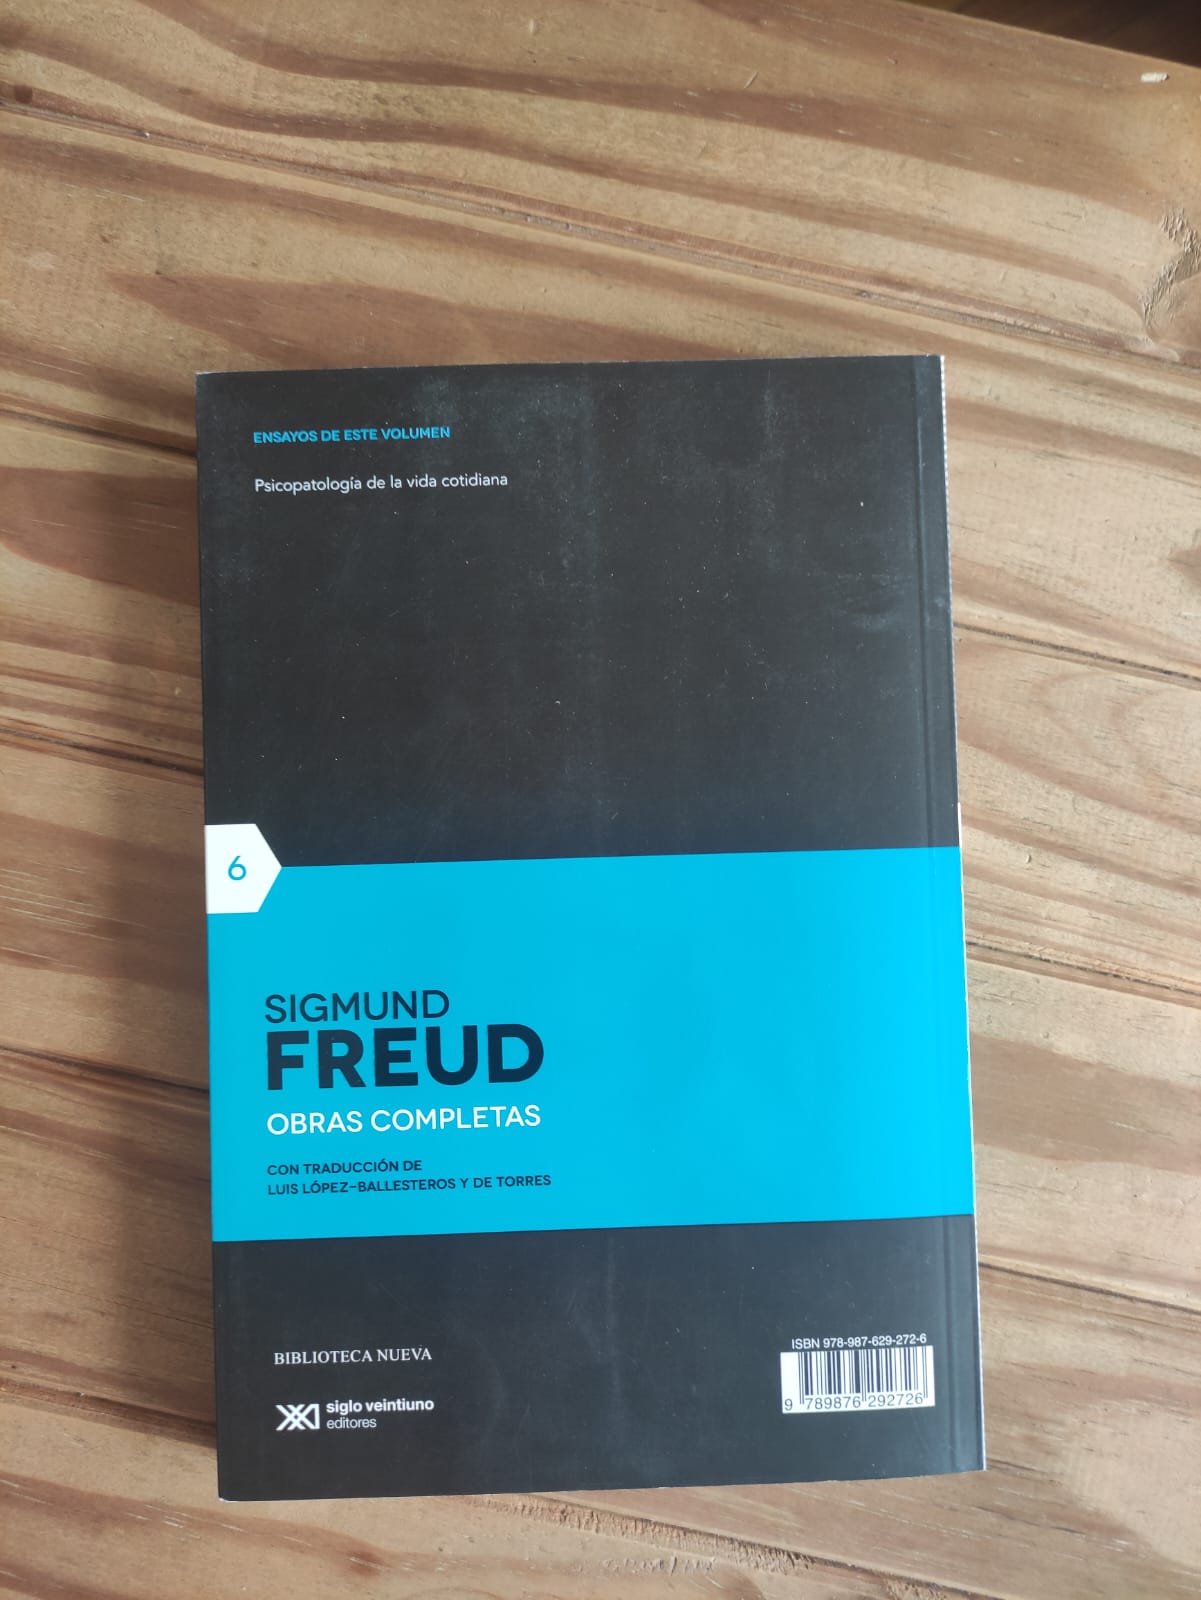 ENSAYOS DE ESTE VOLUMEN
Psicopatología de la vida cotidiana
6
SIGMUND
FREUD
OBRAS COMPLETAS
CON TRADUCCIÓN DE
LUIS LÓPEZ-BALLESTEROS Y DE TORRES
BIBLIOTECA NUEVA
siglo veintiuno
editores
ISBN 978-987-629-272-6
9 789876 292726